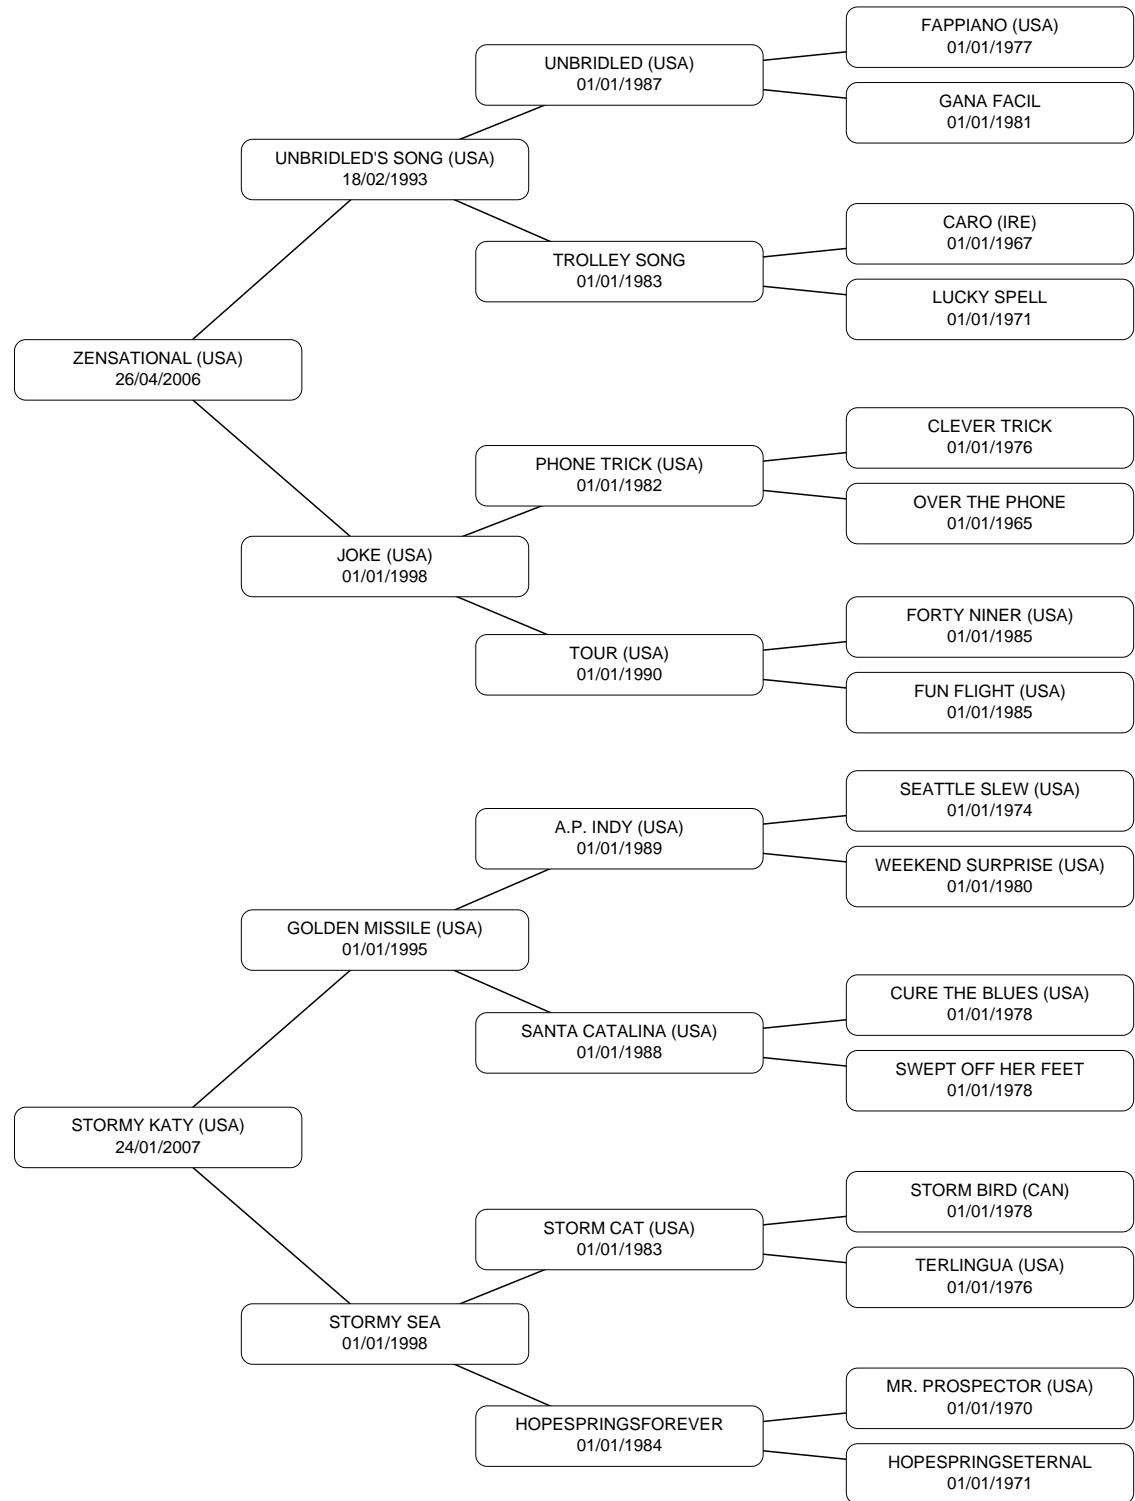 FAPPIANO (USA)
01/01/1977
UNBRIDLED (USA)
01/01/1987
GANA FACIL
01/01/1981
UNBRIDLED'S SONG (USA)
18/02/1993
CARO (IRE)
01/01/1967
TROLLEY SONG
01/01/1983
LUCKY SPELL
01/01/1971
ZENSATIONAL (USA)
26/04/2006
CLEVER TRICK
01/01/1976
PHONE TRICK (USA)
01/01/1982
OVER THE PHONE
01/01/1965
JOKE (USA)
01/01/1998
FORTY NINER (USA)
01/01/1985
TOUR (USA)
01/01/1990
FUN FLIGHT (USA)
01/01/1985
SEATTLE SLEW (USA)
01/01/1974
A.P. INDY (USA)
01/01/1989
WEEKEND SURPRISE (USA)
01/01/1980
GOLDEN MISSILE (USA)
01/01/1995
CURE THE BLUES (USA)
01/01/1978
SANTA CATALINA (USA)
01/01/1988
SWEPT OFF HER FEET
01/01/1978
STORMY KATY (USA)
24/01/2007
STORM BIRD (CAN)
01/01/1978
STORM CAT (USA)
01/01/1983
TERLINGUA (USA)
01/01/1976
STORMY SEA
01/01/1998
MR. PROSPECTOR (USA)
01/01/1970
HOPESPRINGSFOREVER
01/01/1984
HOPESPRINGSETERNAL
01/01/1971